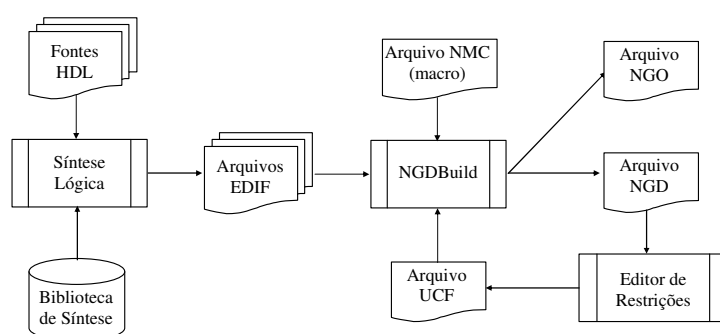 Fontes
HDL
Arquivo NMC
(macro)
Arquivo
NGO
Síntese
Lógica
Arquivos
EDIF
NGDBuild
Arquivo
NGD
Biblioteca
de Síntese
Arquivo
UCF
Editor de
Restrições